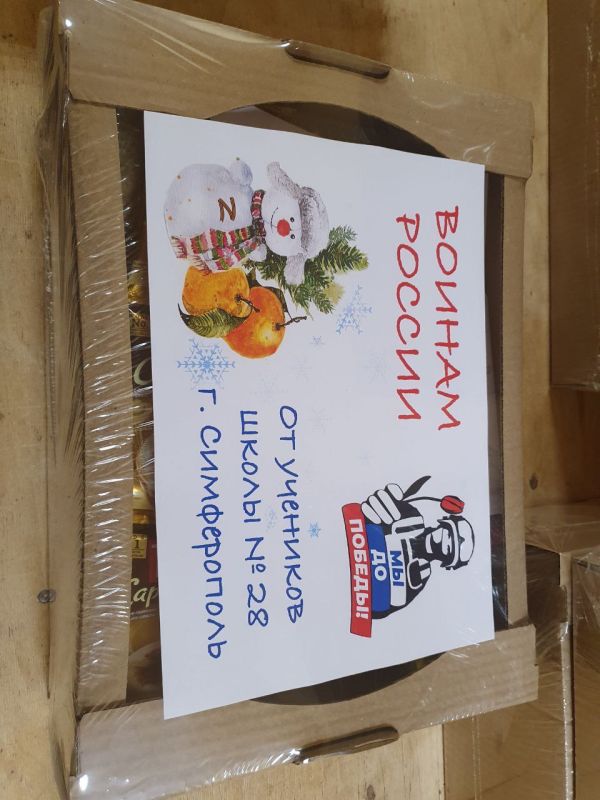 ВОИНАМ
РОССИИ
Z
МЫ
ДО
ПОБЕДЫ!
ОТ УЧЕНИКОВ
ШКОЛЫ № 28
Г. СИМФЕРОПОЛЬ